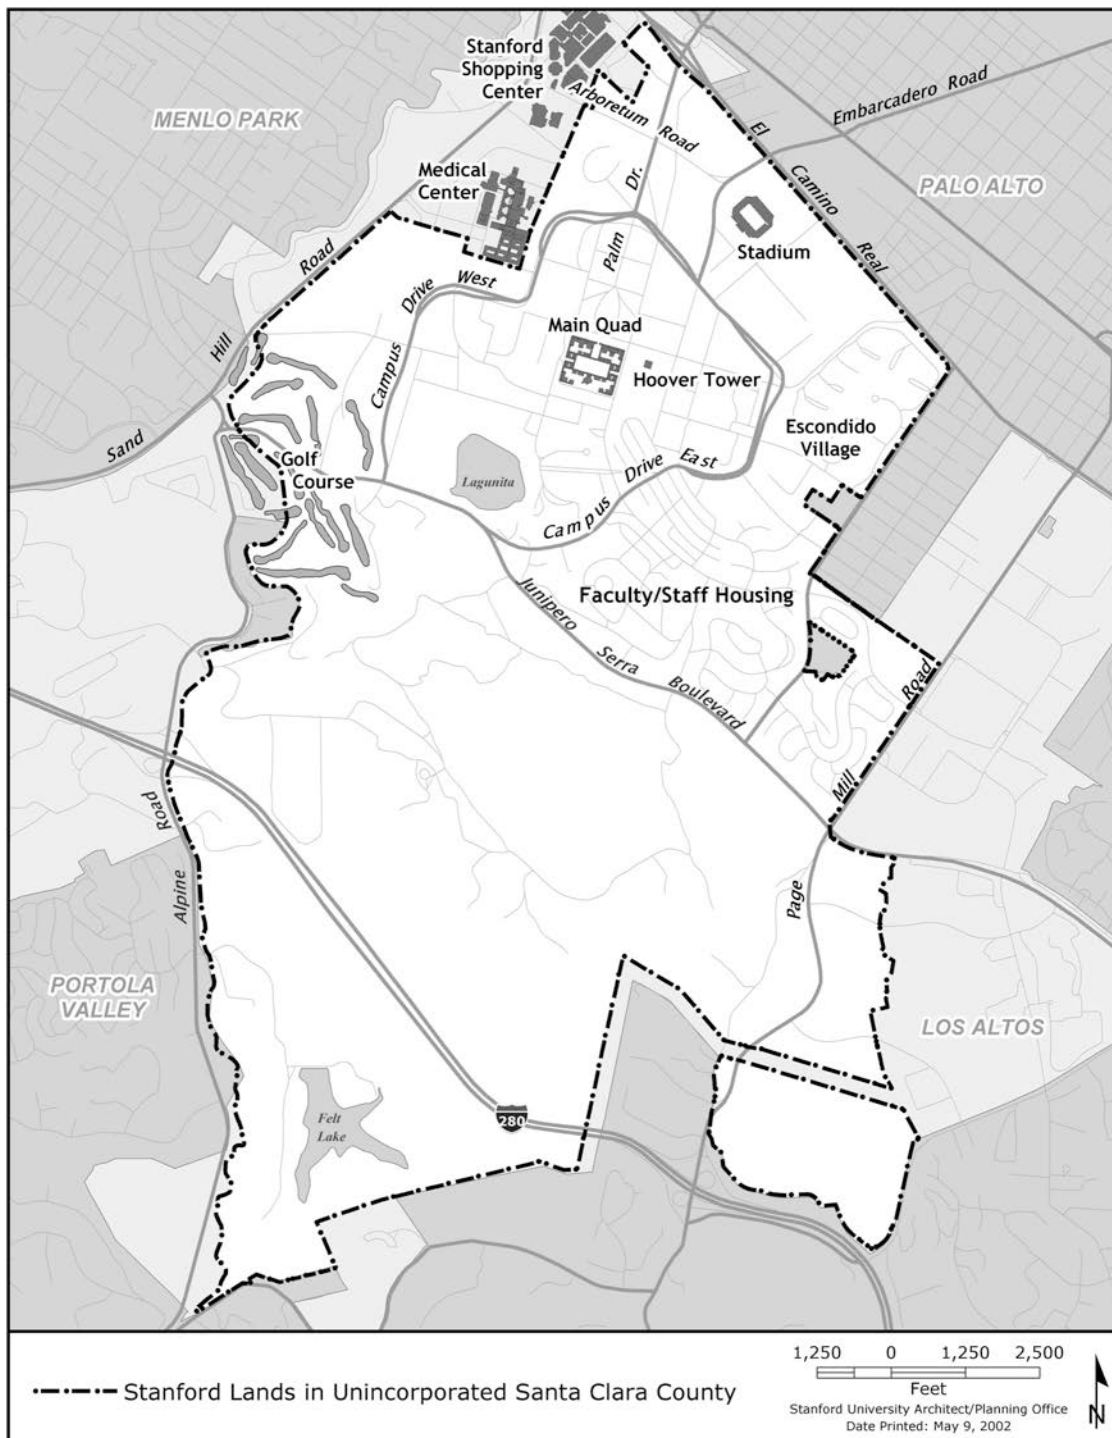 Stanford
Shopping
Center
MENLO PARK
Arboretum Road
El Camino Real
Embarcadero Road
PALO ALTO
Medical
Center
Palm Dr.
Stadium
Sand Hill Road
Campus Drive West
Main Quad
Hoover Tower
Escondido
Village
Golf
Course
Lagunita
Campus Drive East
Faculty/Staff Housing
Junipero Serra Boulevard
Page Mill Road
Alpine Road
PORTOLA
VALLEY
LOS ALTOS
Felt
Lake
280
Stanford Lands in Unincorporated Santa Clara County
1,250 0 1,250 2,500
Feet
Stanford University Architect/Planning Office
Date Printed: May 9, 2002
N